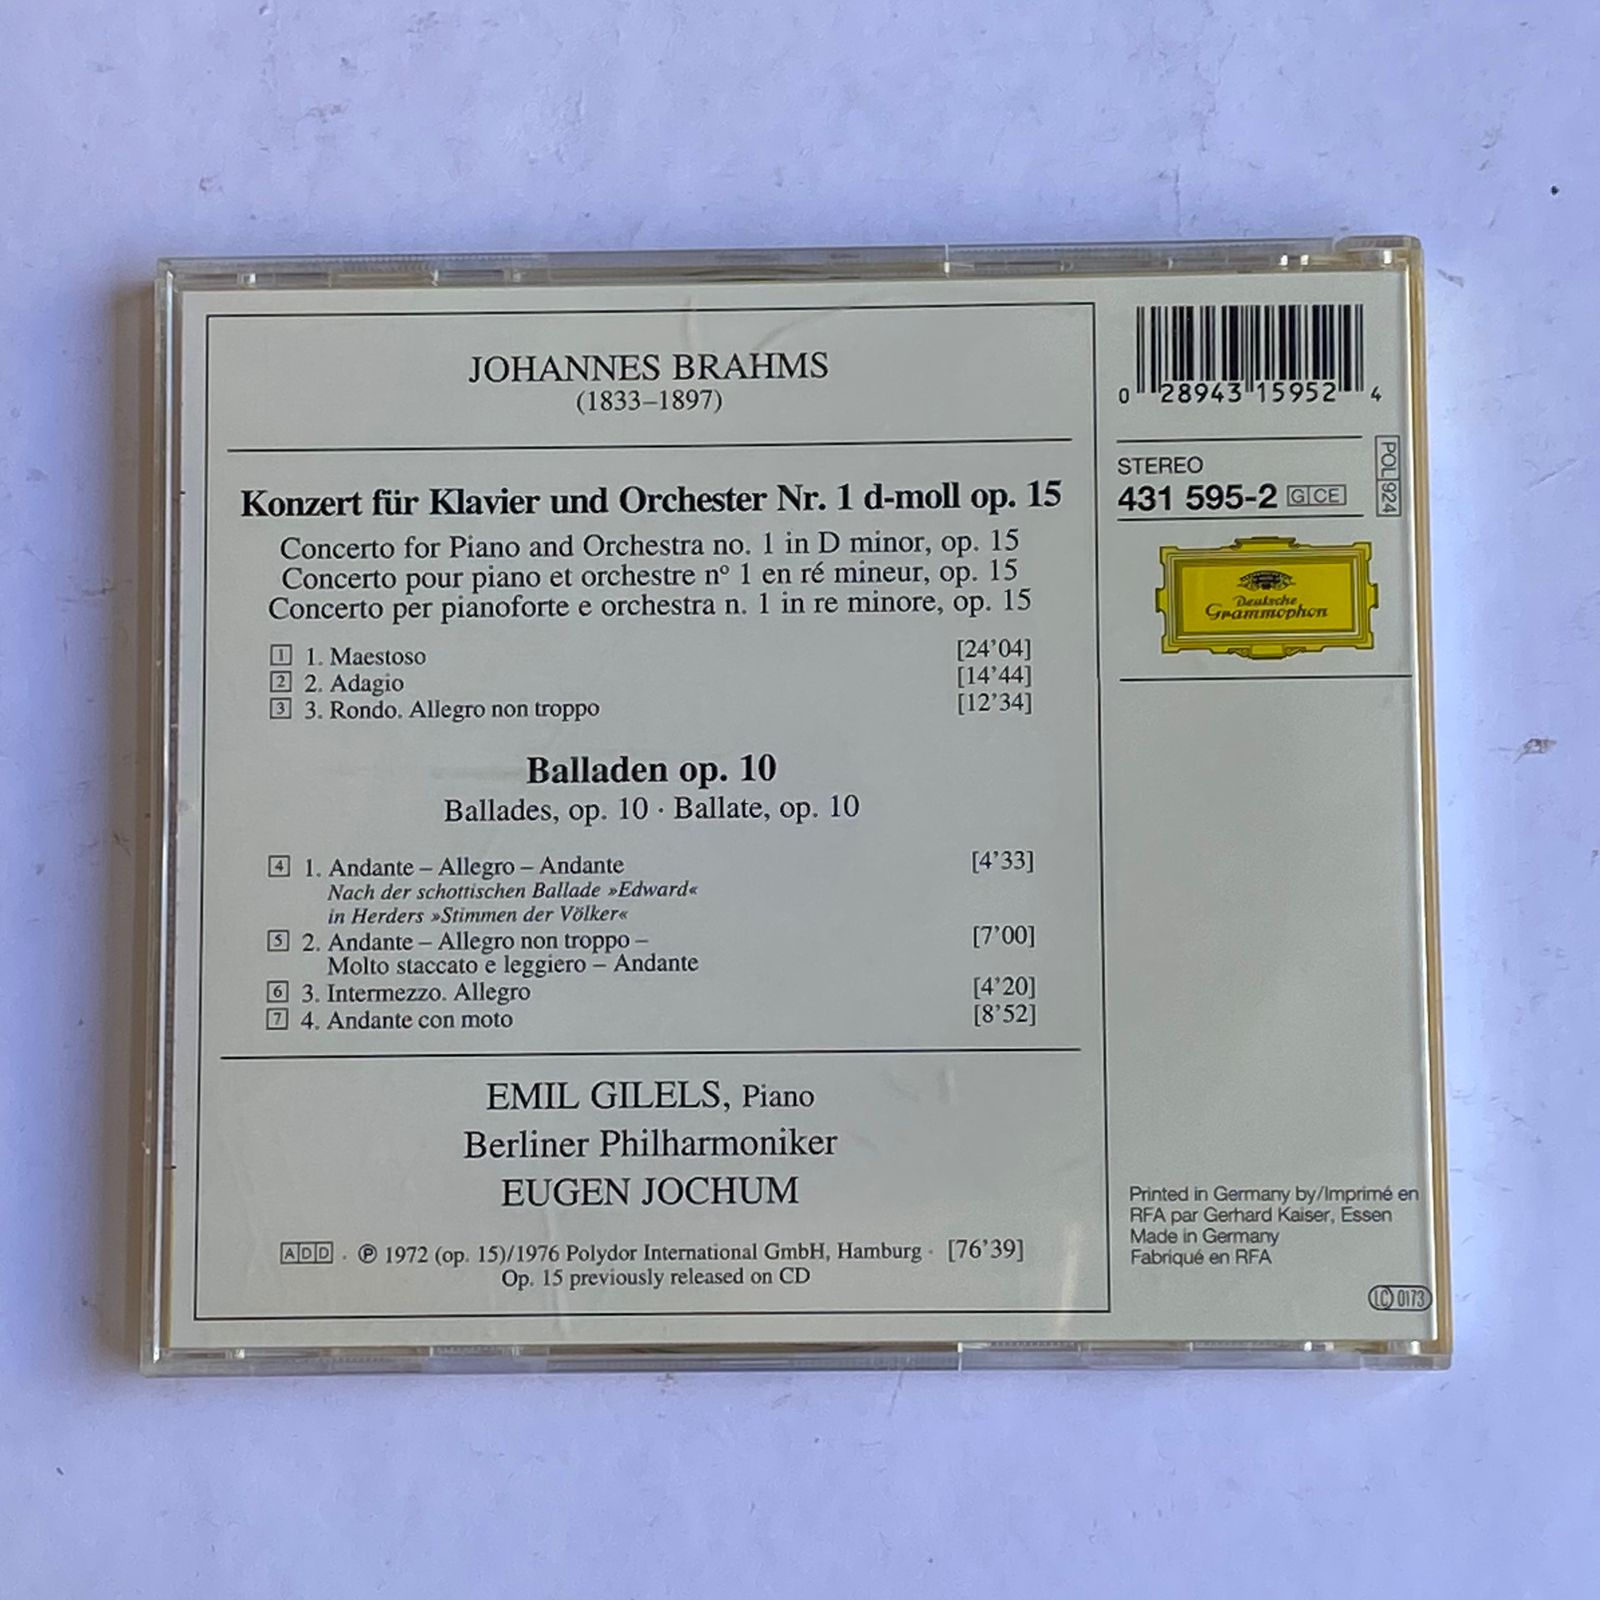 JOHANNES BRAHMS
(1833–1897)
Konzert für Klavier und Orchester Nr. 1 d-moll op. 15
Concerto for Piano and Orchestra no. 1 in D minor, op. 15
Concerto pour piano et orchestre nº 1 en ré mineur, op. 15
Concerto per pianoforte e orchestra n. 1 in re minore, op. 15
1 1. Maestoso [24’04]
2 2. Adagio [14’44]
3 3. Rondo. Allegro non troppo [12’34]
Balladen op. 10
Ballades, op. 10 · Ballate, op. 10
4 1. Andante – Allegro – Andante [4’33]
Nach der schottischen Ballade »Edward«
in Herders »Stimmen der Völker«
5 2. Andante – Allegro non troppo – [7’00]
Molto staccato e leggiero – Andante
6 3. Intermezzo. Allegro [4’20]
7 4. Andante con moto [8’52]
EMIL GILELS, Piano
Berliner Philharmoniker
EUGEN JOCHUM
ADD · ℗ 1972 (op. 15)/1976 Polydor International GmbH, Hamburg · [76’39]
Op. 15 previously released on CD
0 28943 15952 4
STEREO
431 595-2 G CE
POL 924
Deutsche
Grammophon
Printed in Germany by/Imprimé en
RFA par Gerhard Kaiser, Essen
Made in Germany
Fabriqué en RFA
LC 0173